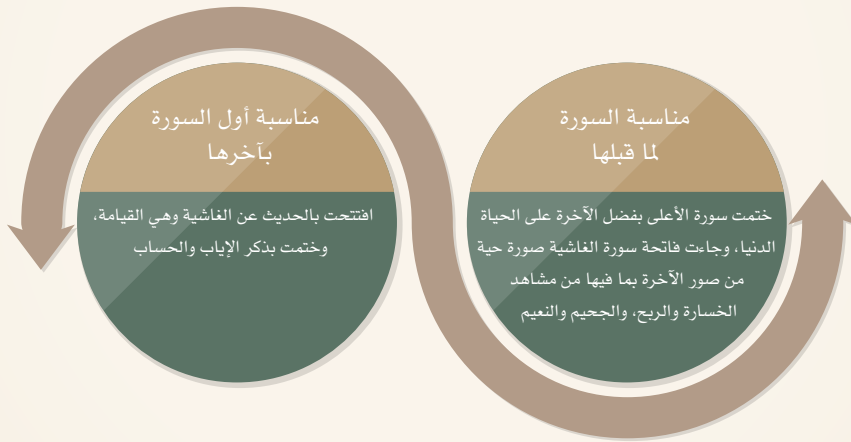 مناسبة السورة
لما قبلها
ختمت سورة الأعلى بفضل الآخرة على الحياة
الدنيا، وجاءت فاتحة سورة الغاشية صورة حية
من صور الآخرة بما فيها من مشاهد
الخسارة والربح، والجحيم والنعيم
مناسبة أول السورة
بآخرها
افتتحت بالحديث عن الغاشية وهي القيامة،
وختمت بذكر الإياب والحساب